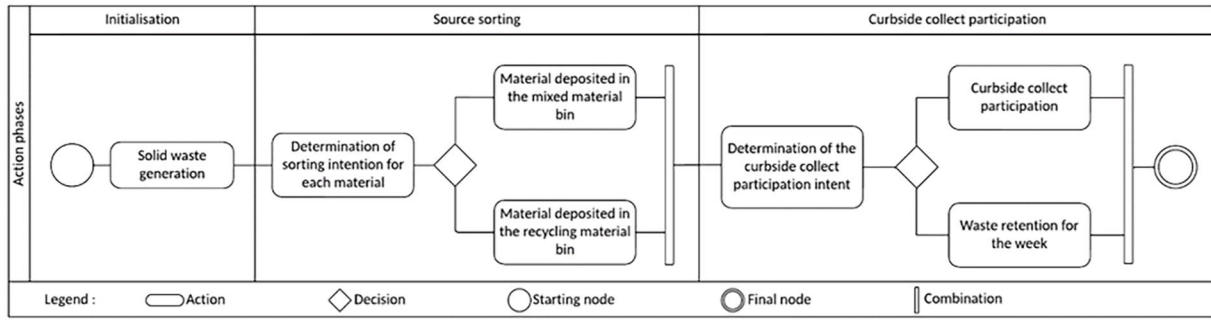 Initialisation
Source sorting
Curbside collect participation
Action phases
Solid waste
generation
Determination of
sorting intention for
each material
Material deposited in
the mixed material
bin
Material deposited in
the recycling material
bin
Determination of the
curbside collect
participation intent
Curbside collect
participation
Waste retention for
the week
Legend :
Action
Decision
Starting node
Final node
Combination